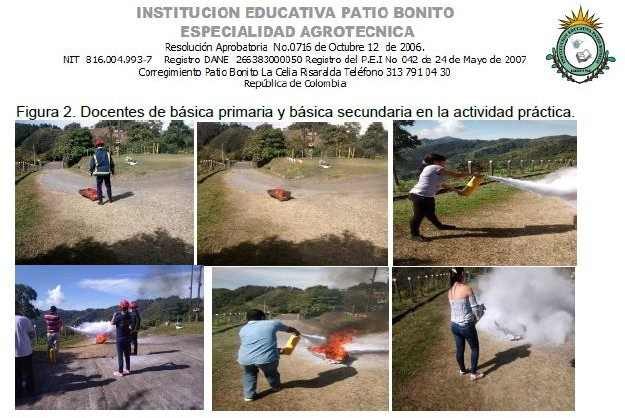 INSTITUCION EDUCATIVA PATIO BONITO
ESPECIALIDAD AGROTECNICA
Resolución Aprobatoria No.0716 de Octubre 12 de 2006.
NIT 816.004.993-7 Registro DANE 266383000050 Registro del P.E.I No 042 de 24 de Mayo de 2007
Corregimiento Patio Bonito La Celia Risaralda Teléfono 313 791 04 30
República de Colombia
Figura 2. Docentes de básica primaria y básica secundaria en la actividad práctica.